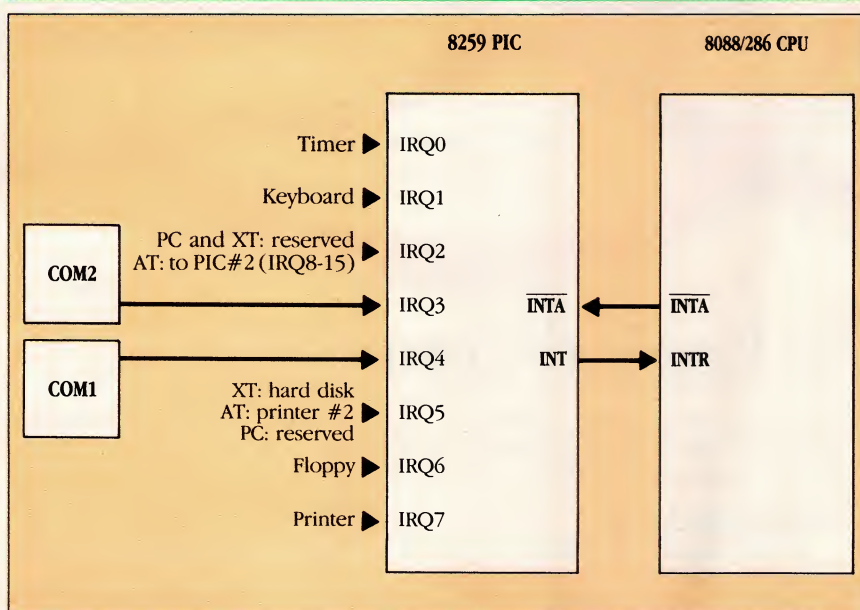 8259 PIC
8088/286 CPU
Timer
IRQ0
Keyboard
IRQ1
PC and XT: reserved
AT: to PIC#2 (IRQ8-15)
IRQ2
COM2
IRQ3
INTA
INTA
COM1
IRQ4
INT
INTR
XT: hard disk
AT: printer #2
PC: reserved
IRQ5
Floppy
IRQ6
Printer
IRQ7